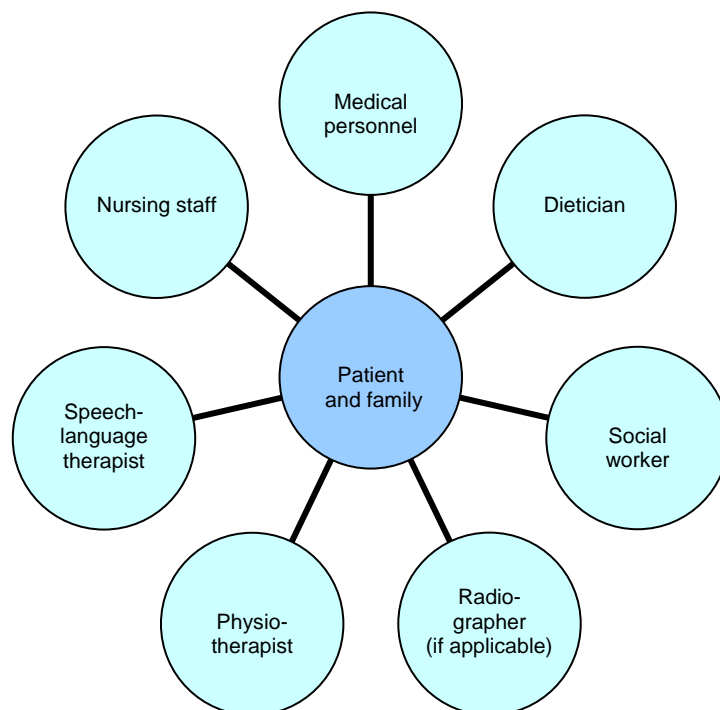 Medical
personnel
Nursing staff
Dietician
Patient
and family
Speech-
language
therapist
Social
worker
Physio-
therapist
Radio-
grapher
(if applicable)